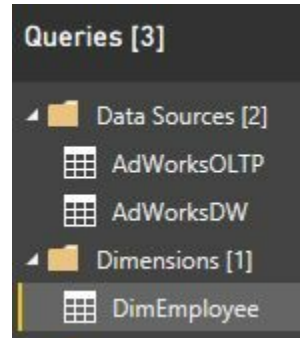 Queries [3]
Data Sources [2]
AdWorksOLTP
AdWorksDW
Dimensions [1]
DimEmployee